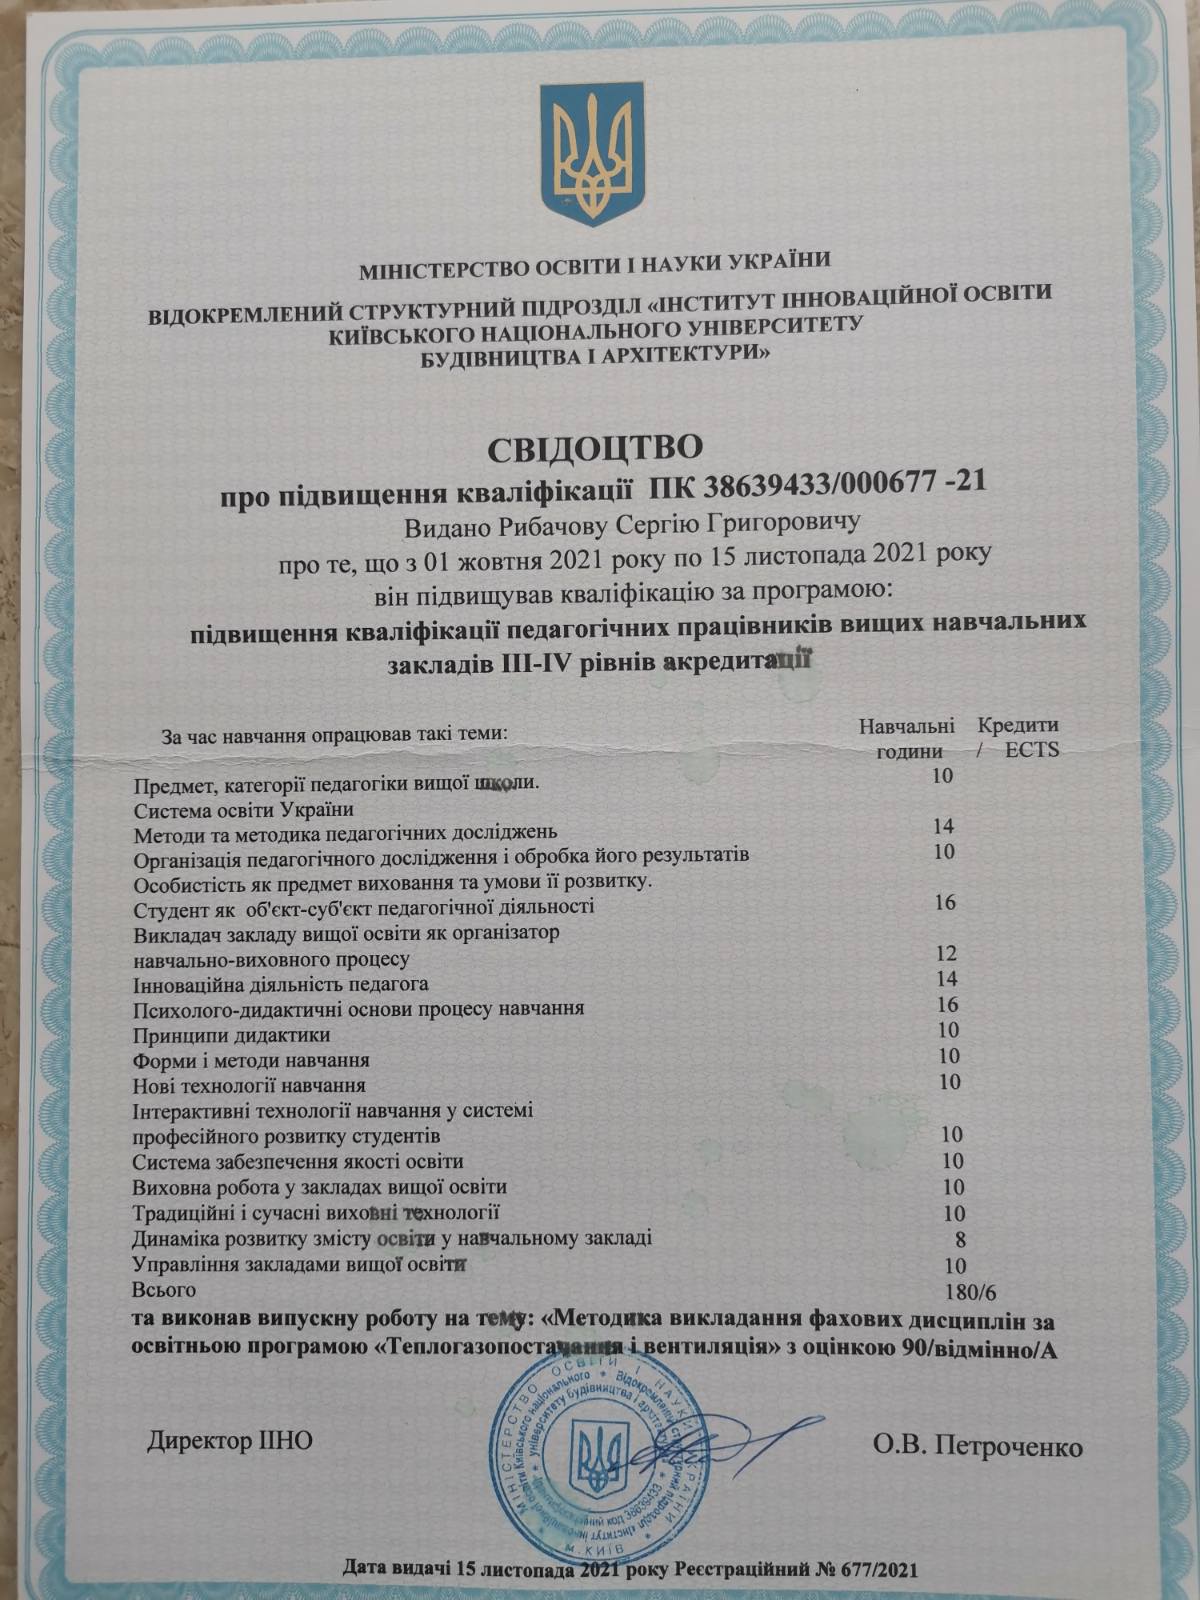 МІНІСТЕРСТВО ОСВІТИ І НАУКИ УКРАЇНИ
ВІДОКРЕМЛЕНИЙ СТРУКТУРНИЙ ПІДРОЗДІЛ «ІНСТИТУТ ІННОВАЦІЙНОЇ ОСВІТИ
КИЇВСЬКОГО НАЦІОНАЛЬНОГО УНІВЕРСИТЕТУ
БУДІВНИЦТВА І АРХІТЕКТУРИ»
СВІДОЦТВО
про підвищення кваліфікації ПК 38639433/000677 -21
Видано Рибачову Сергію Григоровичу
про те, що з 01 жовтня 2021 року по 15 листопада 2021 року
він підвищував кваліфікацію за програмою:
підвищення кваліфікації педагогічних працівників вищих навчальних
закладів III-IV рівнів акредитації
За час навчання опрацював такі теми: Навчальні Кредити
години / ECTS
Предмет, категорії педагогіки вищої школи. 10
Система освіти України
Методи та методика педагогічних досліджень 14
Організація педагогічного дослідження і обробка його результатів 10
Особистість як предмет виховання та умови її розвитку.
Студент як об'єкт-суб'єкт педагогічної діяльності 16
Викладач закладу вищої освіти як організатор
навчально-виховного процесу 12
Інноваційна діяльність педагога 14
Психолого-дидактичні основи процесу навчання 16
Принципи дидактики 10
Форми і методи навчання 10
Нові технології навчання 10
Інтерактивні технології навчання у системі
професійного розвитку студентів 10
Система забезпечення якості освіти 10
Виховна робота у закладах вищої освіти 10
Традиційні і сучасні виховні технології 10
Динаміка розвитку змісту освіти у навчальному закладі 8
Управління закладами вищої освіти 10
Всього 180/6
та виконав випускну роботу на тему: «Методика викладання фахових дисциплін за
освітньою програмою «Теплогазопостачання і вентиляція» з оцінкою 90/відмінно/А
Директор ІІНО О.В. Петроченко
МІНІСТЕРСТВО ОСВІТИ І НАУКИ УКРАЇНИ
м. КИЇВ
Дата видачі 15 листопада 2021 року Реєстраційний № 677/2021